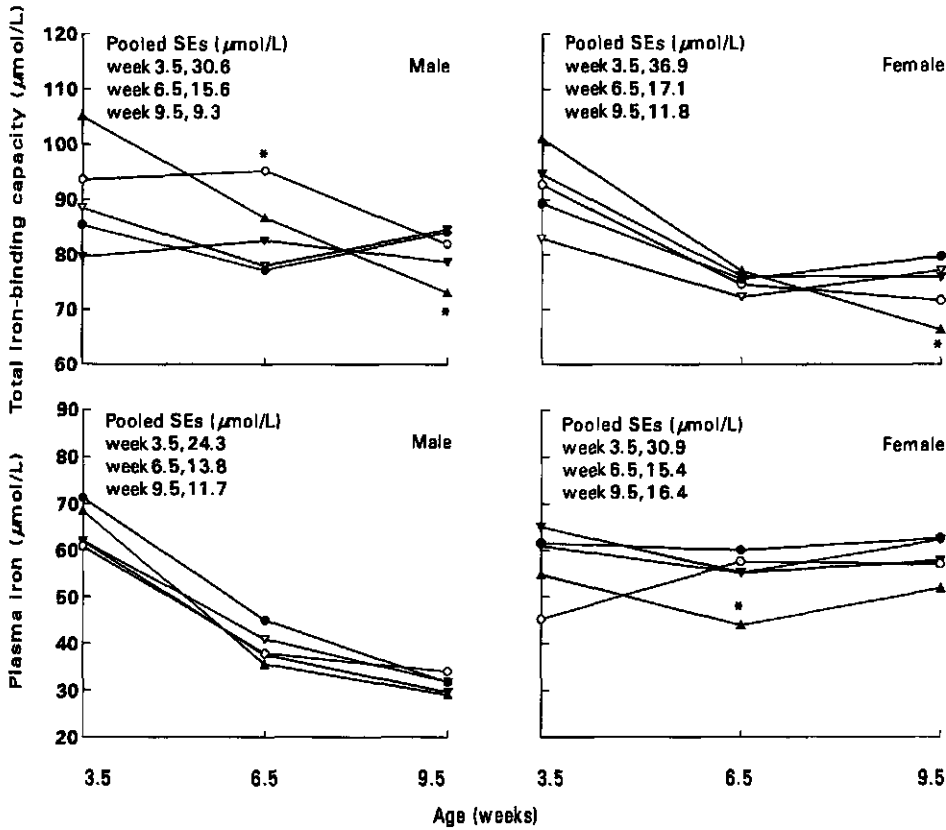 Total Iron-binding capacity (μmol/L)
120
110
100
90
80
70
60
Pooled SEs (μmol/L)
week 3.5, 30.6
week 6.5, 15.6
week 9.5, 9.3
Male
*
*
Pooled SEs (μmol/L)
week 3.5, 36.9
week 6.5, 17.1
week 9.5, 11.8
Female
*
Plasma Iron (μmol/L)
90
80
70
60
50
40
30
20
Pooled SEs (μmol/L)
week 3.5, 24.3
week 6.5, 13.8
week 9.5, 11.7
Male
Pooled SEs (μmol/L)
week 3.5, 30.9
week 6.5, 15.4
week 9.5, 16.4
Female
*
3.5 6.5 9.5 3.5 6.5 9.5
Age (weeks)